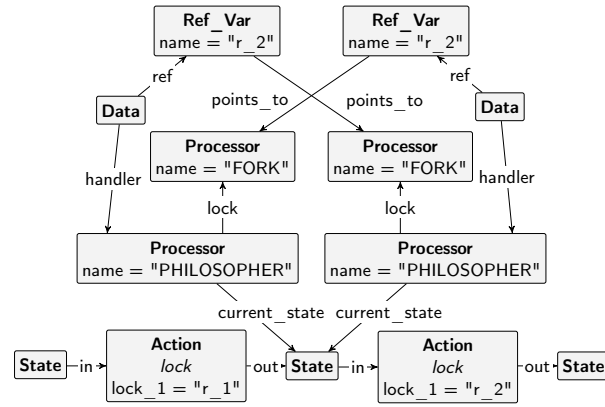 Ref_Var
name = "r_2"
Ref_Var
name = "r_2"
ref
ref
Data
Data
points_to
points_to
Processor
name = "FORK"
Processor
name = "FORK"
handler
handler
lock
lock
Processor
name = "PHILOSOPHER"
Processor
name = "PHILOSOPHER"
current_state
current_state
State
in
Action
lock
lock_1 = "r_1"
out
State
in
Action
lock
lock_1 = "r_2"
out
State